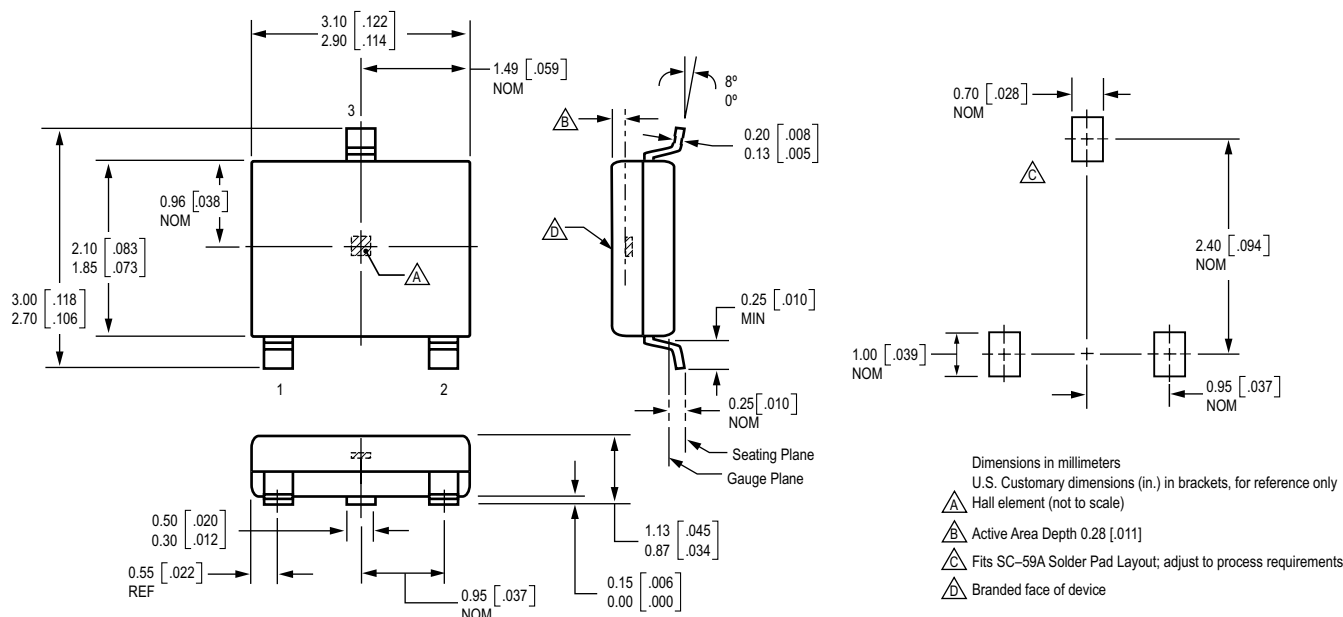 3.10 [.122]
2.90 [.114]
1.49 [.059]
NOM
3
0.96 [.038]
NOM
2.10 [.083]
1.85 [.073]
3.00 [.118]
2.70 [.106]
A
1
2
8º
0º
B
0.20 [.008]
0.13 [.005]
D
0.25 [.010]
MIN
0.25 [.010]
NOM
Seating Plane
Gauge Plane
0.50 [.020]
0.30 [.012]
0.55 [.022]
REF
0.95 [.037]
NOM
1.13 [.045]
0.87 [.034]
0.15 [.006]
0.00 [.000]
0.70 [.028]
NOM
C
2.40 [.094]
NOM
1.00 [.039]
NOM
0.95 [.037]
NOM
Dimensions in millimeters
U.S. Customary dimensions (in.) in brackets, for reference only
A Hall element (not to scale)
B Active Area Depth 0.28 [.011]
C Fits SC–59A Solder Pad Layout; adjust to process requirements
D Branded face of device